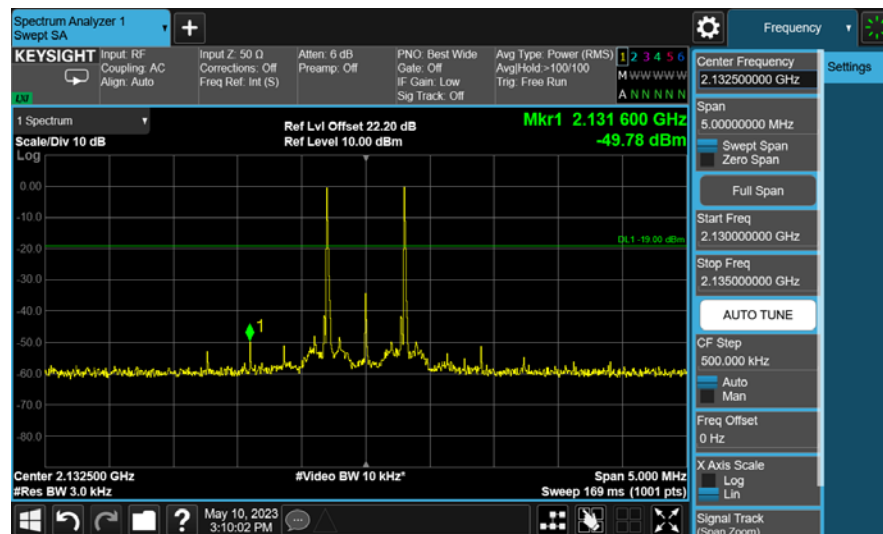 Spectrum Analyzer 1
Swept SA
+
Frequency
KEYSIGHT
Input: RF
Coupling: AC
Align: Auto
LXI
Input Z: 50 Ω
Corrections: Off
Freq Ref: Int (S)
Atten: 6 dB
Preamp: Off
PNO: Best Wide
Gate: Off
IF Gain: Low
Sig Track: Off
Avg Type: Power (RMS)
Avg|Hold:>100/100
Trig: Free Run
1 2 3 4 5 6
M W W W W W
A N N N N N
1 Spectrum
Scale/Div 10 dB
Log
Ref Lvl Offset 22.20 dB
Ref Level 10.00 dBm
Mkr1 2.131 600 GHz
-49.78 dBm
0.00
-10.0
-20.0
-30.0
-40.0
-50.0
-60.0
-70.0
-80.0
DL1 -19.00 dBm
1
Center 2.132500 GHz
#Res BW 3.0 kHz
#Video BW 10 kHz*
Span 5.000 MHz
Sweep 169 ms (1001 pts)
Center Frequency
2.132500000 GHz
Settings
Span
5.00000000 MHz
Swept Span
Zero Span
Full Span
Start Freq
2.130000000 GHz
Stop Freq
2.135000000 GHz
AUTO TUNE
CF Step
500.000 kHz
Auto
Man
Freq Offset
0 Hz
X Axis Scale
Log
Lin
Signal Track
(Span Zoom)
?
May 10, 2023
3:10:02 PM